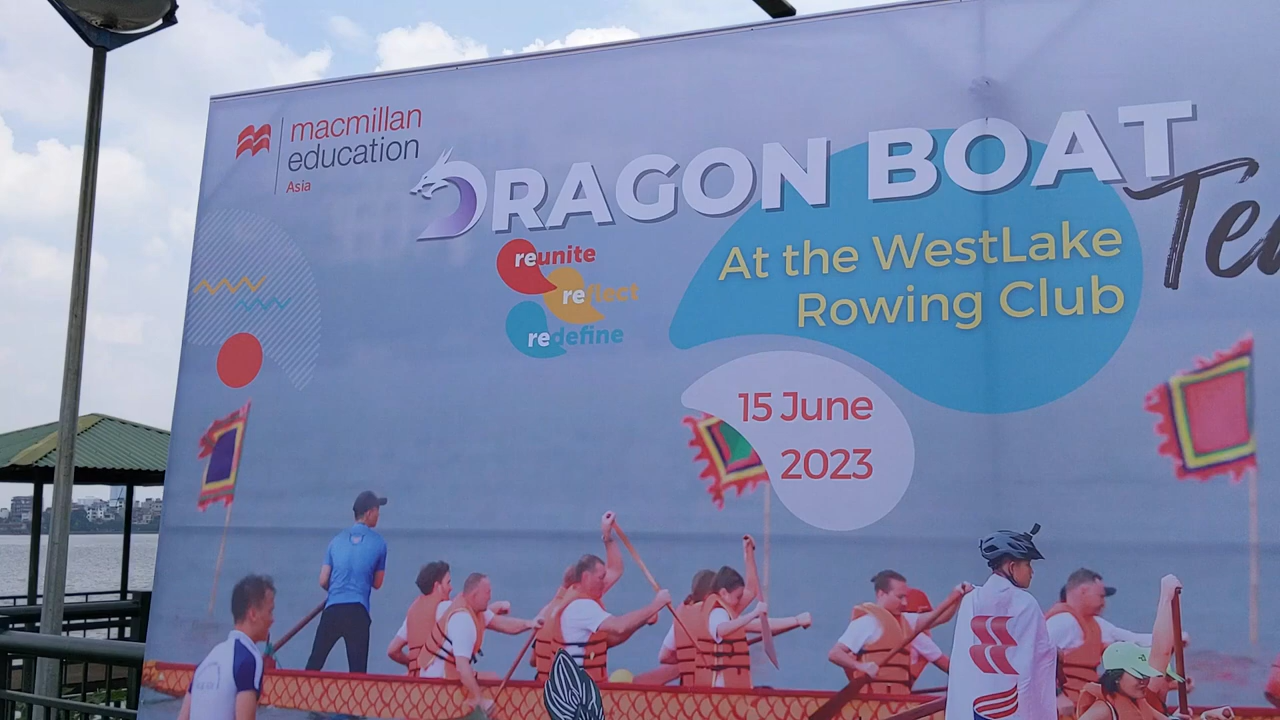 macmillan
education
Asia
DRAGON BOAT
reunite
reflect
redefine
At the WestLake
Rowing Club
15 June
2023